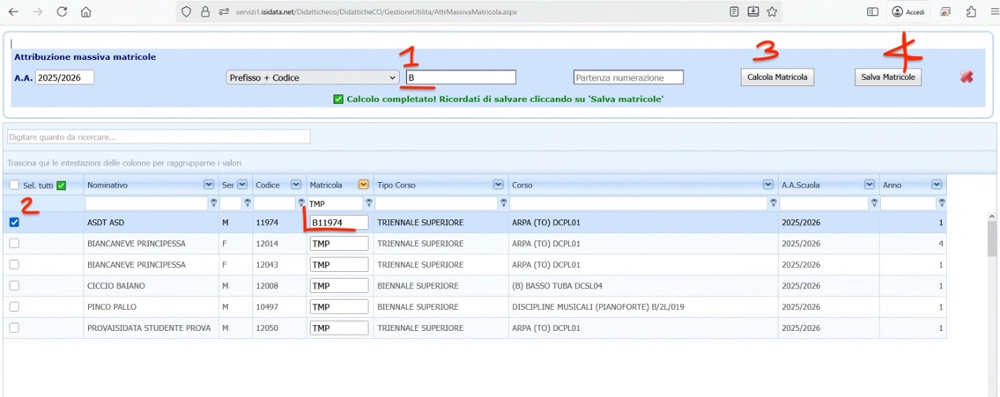 servizi1.isidata.net/Didatticheco/DidatticheCO/GestioneUtilita/AttrMassivaMatricola.aspx
Accedi
1
3
4
Attribuzione massiva matricole
A.A. 2025/2026 Prefisso + Codice B Partenza numerazione Calcola Matricola Salva Matricole
Calcolo completato! Ricordati di salvare cliccando su 'Salva matricole'
Digitare quanto da ricercare...
Trascina qui le intestazioni delle colonne per raggrupparne i valori
Sel. tutti Nominativo Ses Codice Matricola Tipo Corso Corso A.A.Scuola Anno
2
TMP
ASDT ASD M 11974 B11974 TRIENNALE SUPERIORE ARPA (TO) DCPL01 2025/2026 1
BIANCANEVE PRINCIPESSA F 12014 TMP TRIENNALE SUPERIORE ARPA (TO) DCPL01 2025/2026 4
BIANCANEVE PRINCIPESSA F 12043 TMP TRIENNALE SUPERIORE ARPA (TO) DCPL01 2025/2026 1
CICCIO BAIANO M 12008 TMP BIENNALE SUPERIORE (B) BASSO TUBA DCSL04 2025/2026 1
PINCO PALLO M 10497 TMP BIENNALE SUPERIORE DISCIPLINE MUSICALI (PIANOFORTE) B/2L/019 2025/2026 1
PROVAISIDATA STUDENTE PROVA M 12050 TMP TRIENNALE SUPERIORE ARPA (TO) DCPL01 2025/2026 1